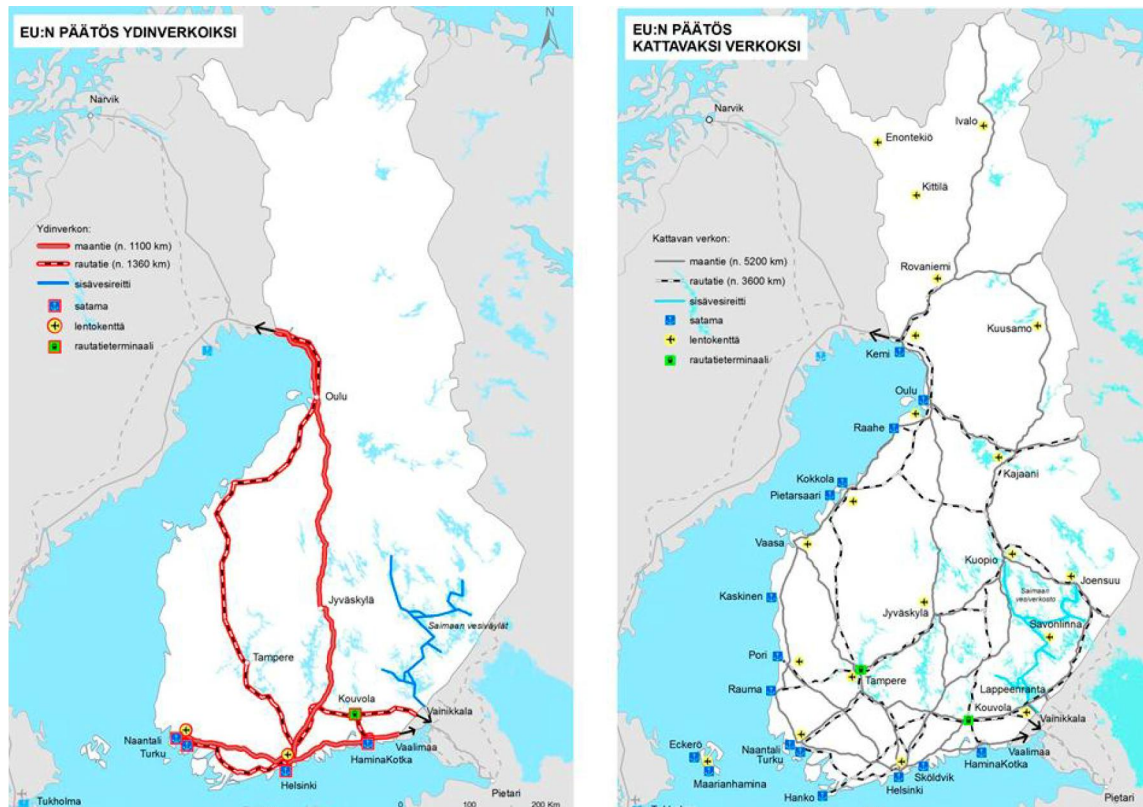 EU:N PÄÄTÖS YDINVERKOIKSI
N
Narvik
Ydinverkon:
maantie (n. 1100 km)
rautatie (n. 1360 km)
sisävesireitti
satama
lentokenttä
rautatieterminaali
Oulu
Jyväskylä
Saimaan vesiväylät
Tampere
Kouvola
Vainikkala
Naantali
Turku
Vaalimaa
HaminaKotka
Helsinki
Pietari
Tukholma
0 100 200 Km
EU:N PÄÄTÖS
KATTAVAKSI VERKOKSI
Narvik
Ivalo
Enontekiö
Kittilä
Kattavan verkon:
maantie (n. 5200 km)
rautatie (n. 3600 km)
sisävesireitti
satama
lentokenttä
rautatieterminaali
Rovaniemi
Kuusamo
Kemi
Oulu
Raahe
Kajaani
Kokkola
Pietarsaari
Vaasa
Kuopio
Joensuu
Saimaan
vesiverkosto
Kaskinen
Jyväskylä
Savonlinna
Pori
Tampere
Rauma
Lappeenranta
Kouvola
Vainikkala
Eckerö
Naantali
Turku
Vaalimaa
HaminaKotka
Maarianhamina
Sköldvik
Helsinki
Hanko
Pietari
Tukholma